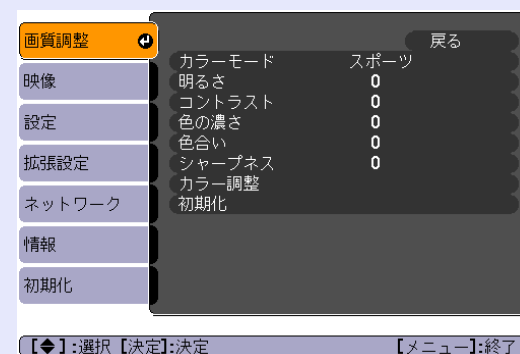 画質調整
映像
設定
拡張設定
ネットワーク
情報
初期化
戻る
カラーモード スポーツ
明るさ 0
コントラスト 0
色の濃さ 0
色合い 0
シャープネス 0
カラー調整
初期化
【◆】:選択 【決定】:決定 【メニュー】:終了